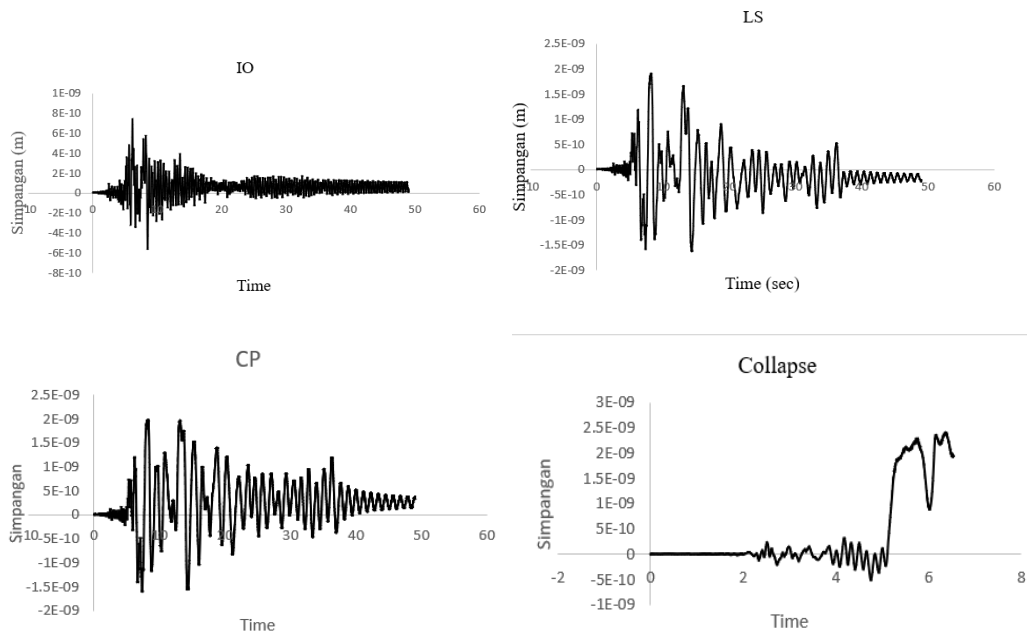 IO
1E-09
8E-10
6E-10
4E-10
2E-10
0
-2E-10
-4E-10
-6E-10
-8E-10
Simpangan (m)
-10 0 10 20 30 40 50 60
Time
LS
2.5E-09
2E-09
1.5E-09
1E-09
5E-10
0
-5E-10
-1E-09
-1.5E-09
-2E-09
Simpangan (m)
-10 0 10 20 30 40 50 60
Time (sec)
CP
2.5E-09
2E-09
1.5E-09
1E-09
5E-10
0
-5E-10
-1E-09
-1.5E-09
-2E-09
Simpangan
-10 0 10 20 30 40 50 60
Time
Collapse
3E-09
2.5E-09
2E-09
1.5E-09
1E-09
5E-10
0
-5E-10
-1E-09
Simpangan
-2 0 2 4 6 8
Time